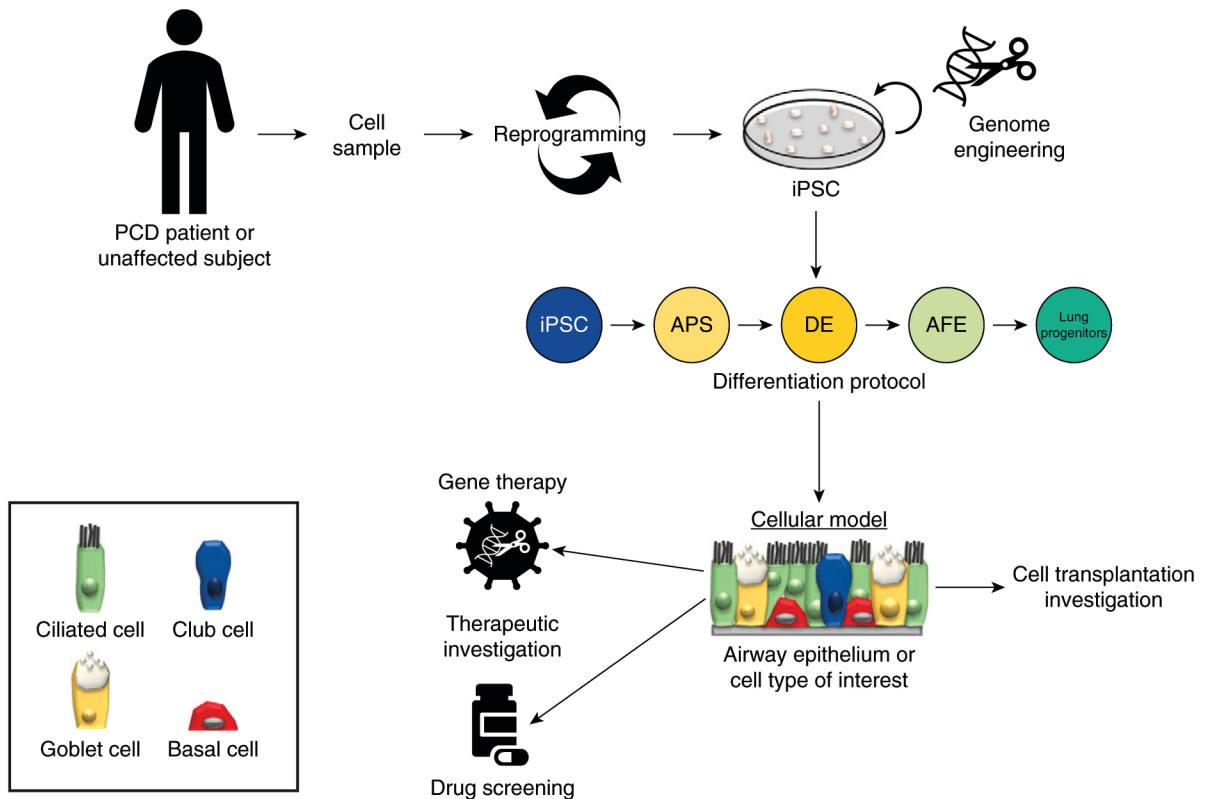 PCD patient or
unaffected subject
Cell
sample
Reprogramming
iPSC
Genome
engineering
iPSC
APS
DE
AFE
Lung
progenitors
Differentiation protocol
Gene therapy
Therapeutic
investigation
Drug screening
Cellular model
Airway epithelium or
cell type of interest
Cell transplantation
investigation
Ciliated cell
Club cell
Goblet cell
Basal cell